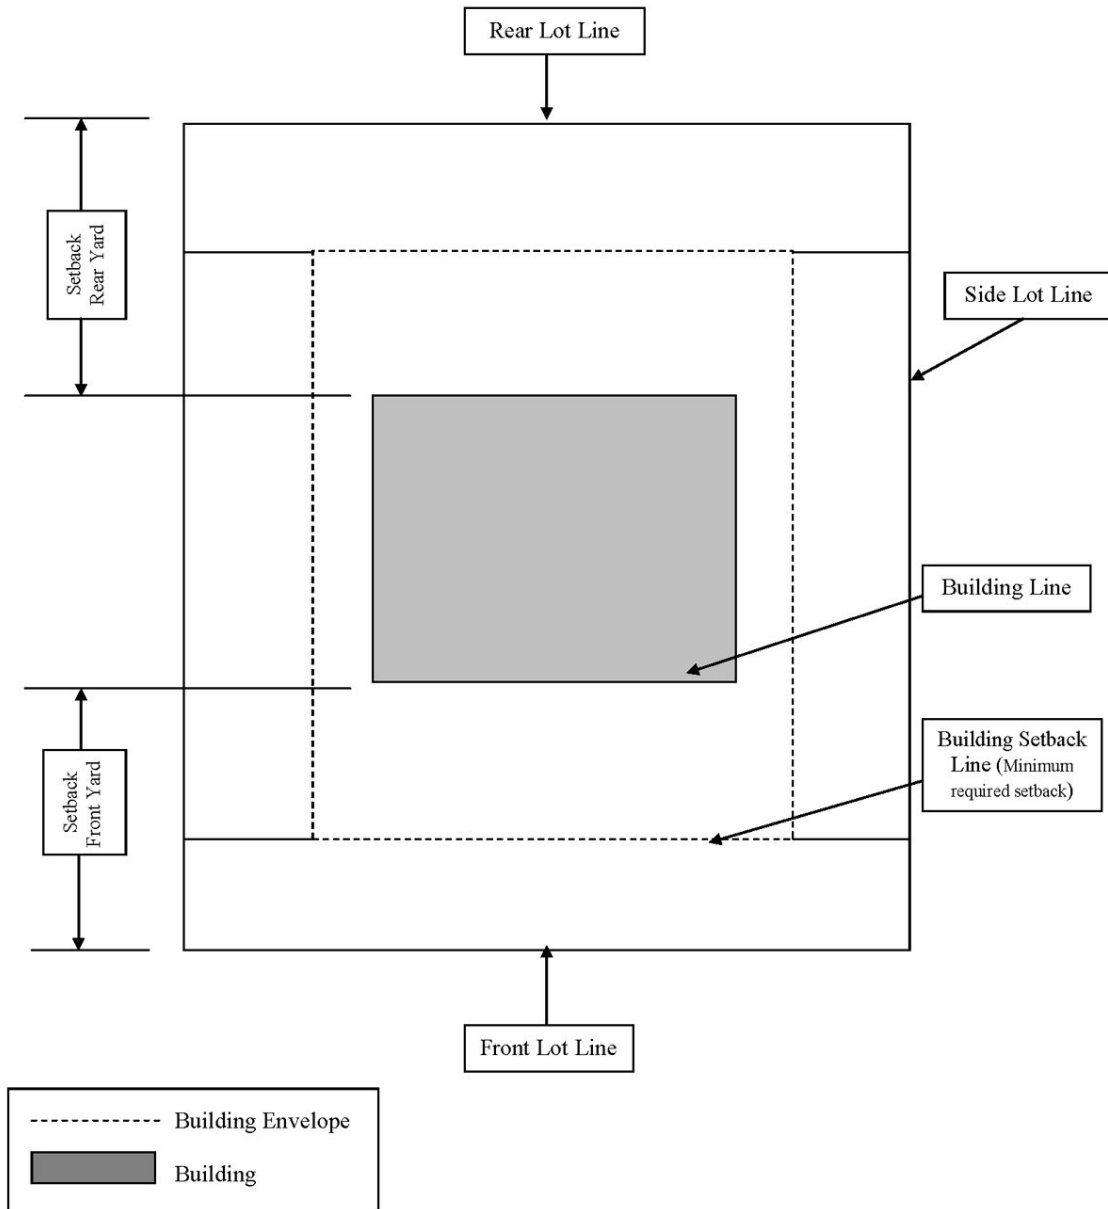 Rear Lot Line
Setback
Rear Yard
Side Lot Line
Building Line
Building Setback
Line (Minimum
required setback)
Setback
Front Yard
Front Lot Line
Building Envelope
Building